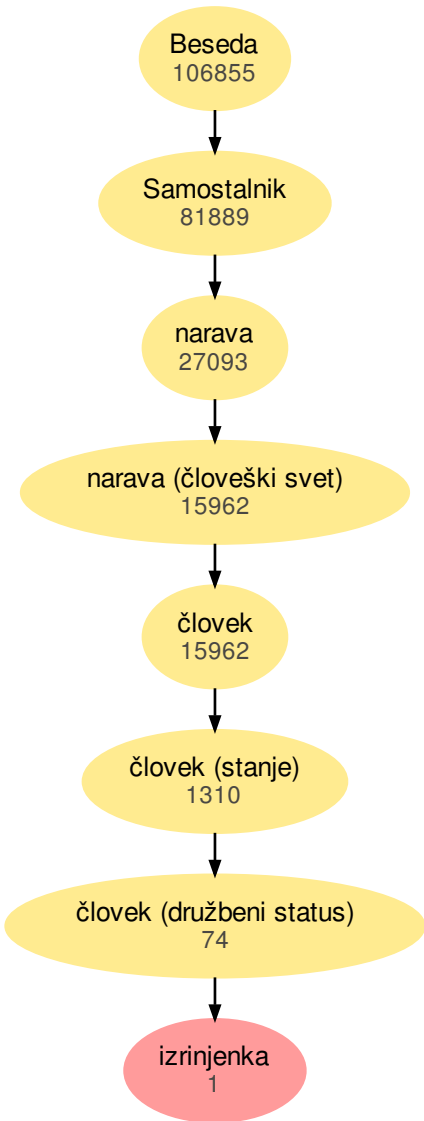 Beseda
106855
Samostalnik
81889
narava
27093
narava (človeški svet)
15962
človek
15962
človek (stanje)
1310
človek (družbeni status)
74
izrinjenka
1